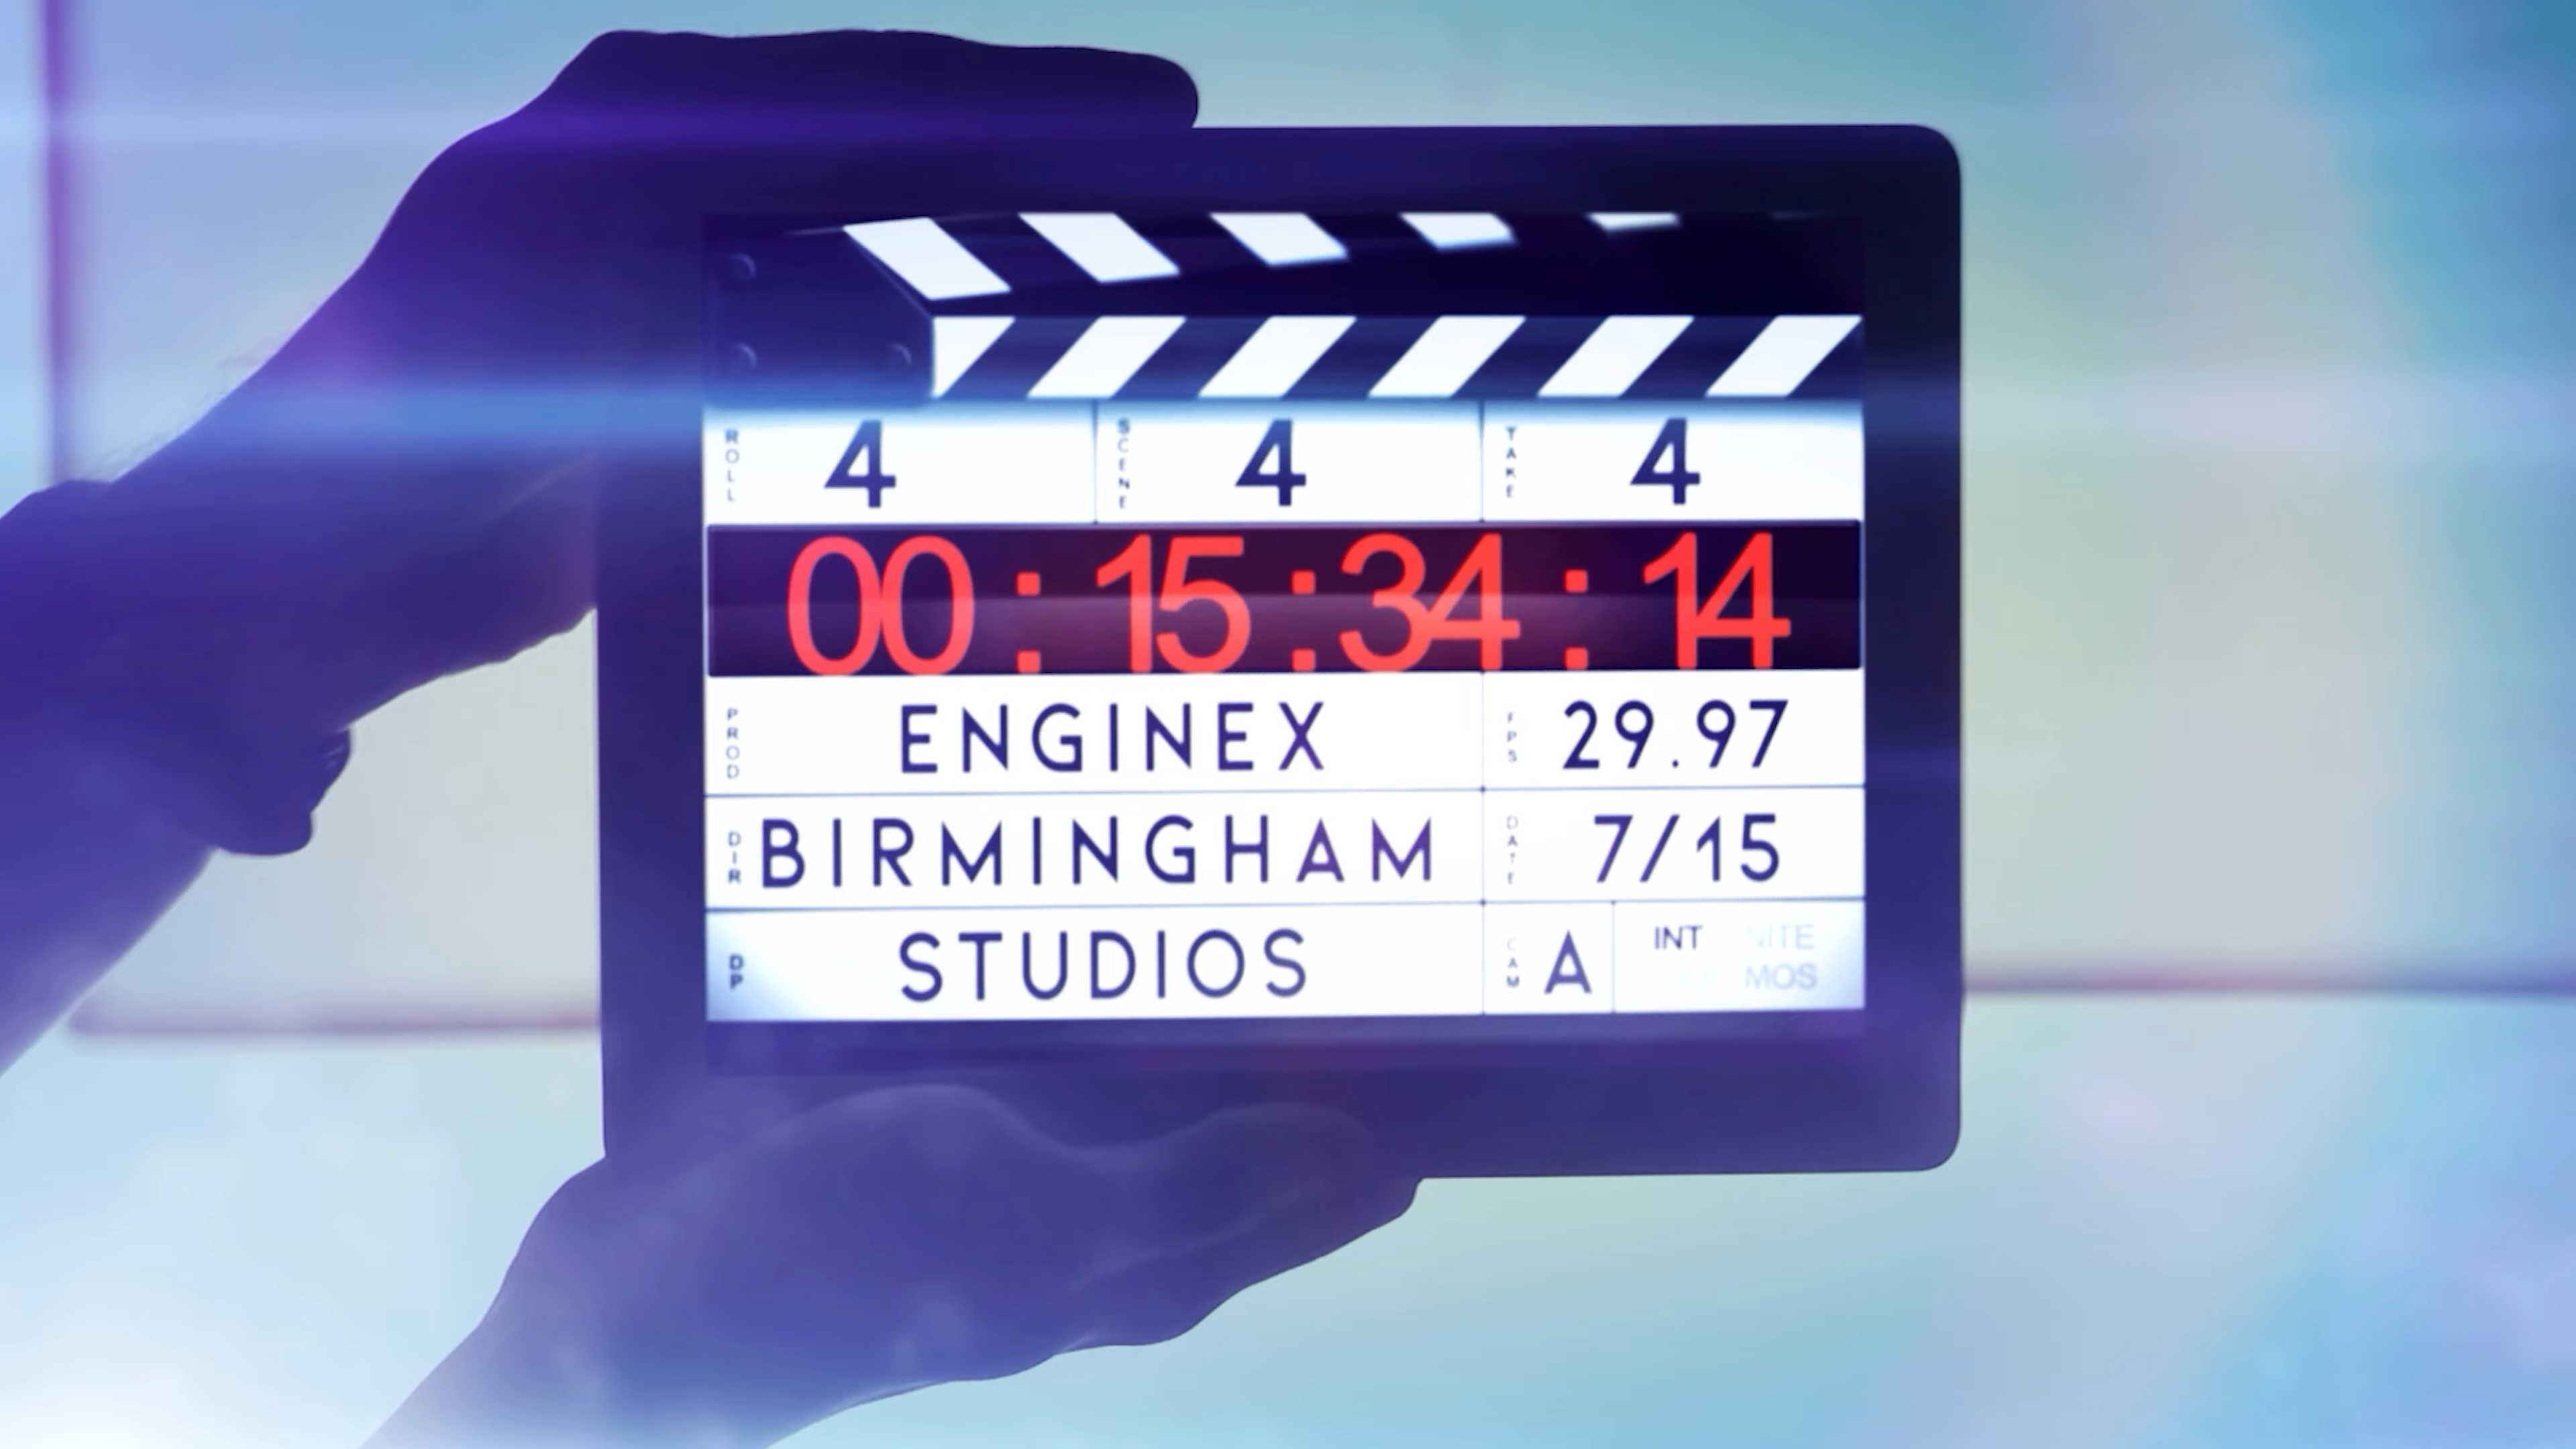 ROLL 4 SCENE 4 TAKE 4
00:15:34:14
PROD ENGINEX FPS 29.97
DIR BIRMINGHAM DATE 7/15
DP STUDIOS CAM A INT NITE
MOS